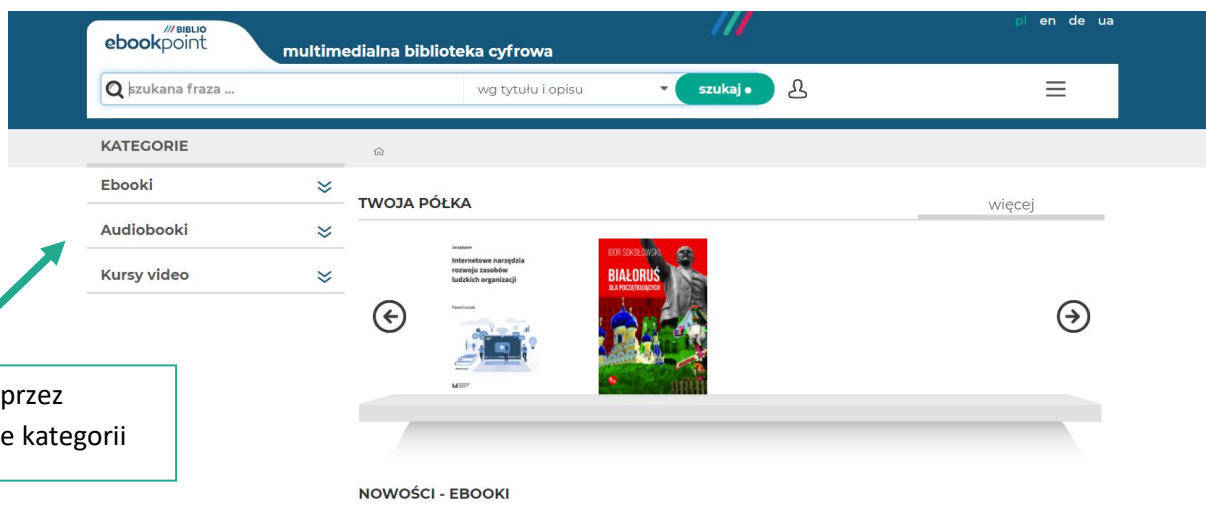 /// BIBLIO
ebookpoint
multimedialna biblioteka cyfrowa
pl en de ua
szukana fraza ...
wg tytułu i opisu
szukaj
KATEGORIE
Ebooki
Audiobooki
Kursy video
TWOJA PÓŁKA
więcej
Zarządzanie
Internetowe narzędzia
rozwoju zasobów
ludzkich organizacji
IGOR SOKOŁOWSKI
BIAŁORUŚ
DLA POCZĄTKUJĄCYCH
przez
e kategorii
NOWOŚCI - EBOOKI